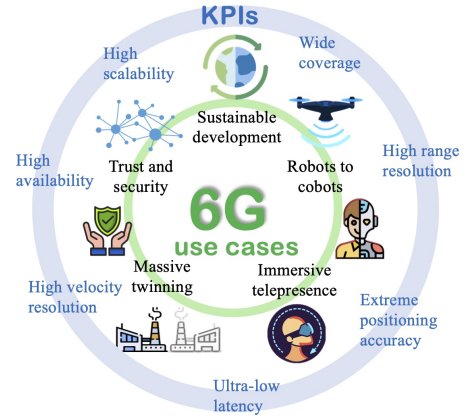 KPIs
High
scalability
Wide
coverage
Sustainable
development
High
availability
Trust and
security
Robots to
cobots
High range
resolution
6G
use cases
High velocity
resolution
Massive
twinning
Immersive
telepresence
Extreme
positioning
accuracy
Ultra-low
latency